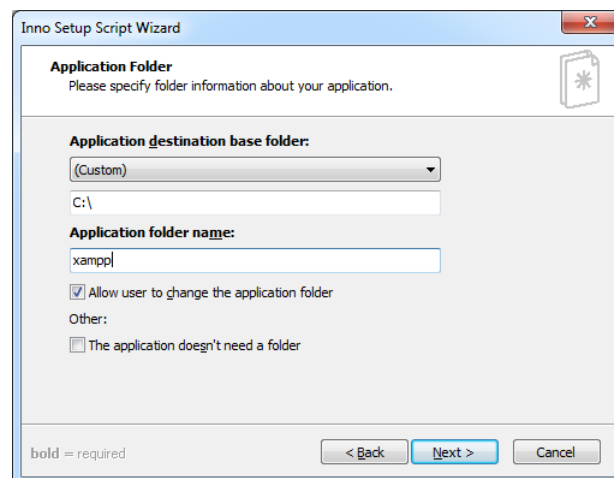 Inno Setup Script Wizard
Application Folder
Please specify folder information about your application.
Application destination base folder:
(Custom)
C:\
Application folder name:
xampp
Allow user to change the application folder
Other:
The application doesn't need a folder
bold = required
< Back
Next >
Cancel